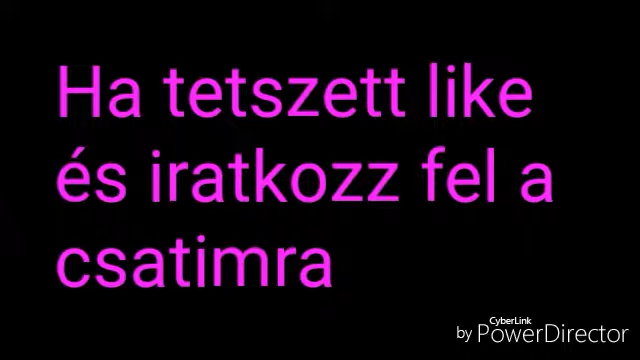 Ha tetszett like
és iratkozz fel a
csatimra
CyberLink
by PowerDirector